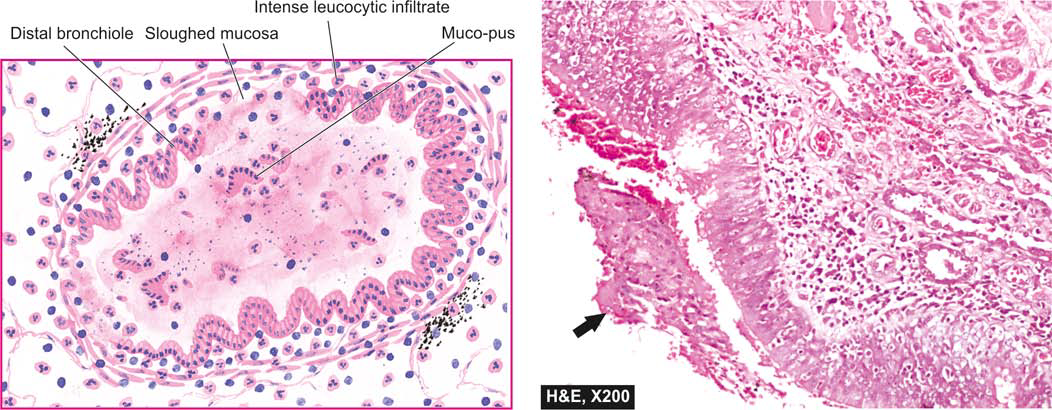 Intense leucocytic infiltrate
Distal bronchiole
Sloughed mucosa
Muco-pus
H&E, X200